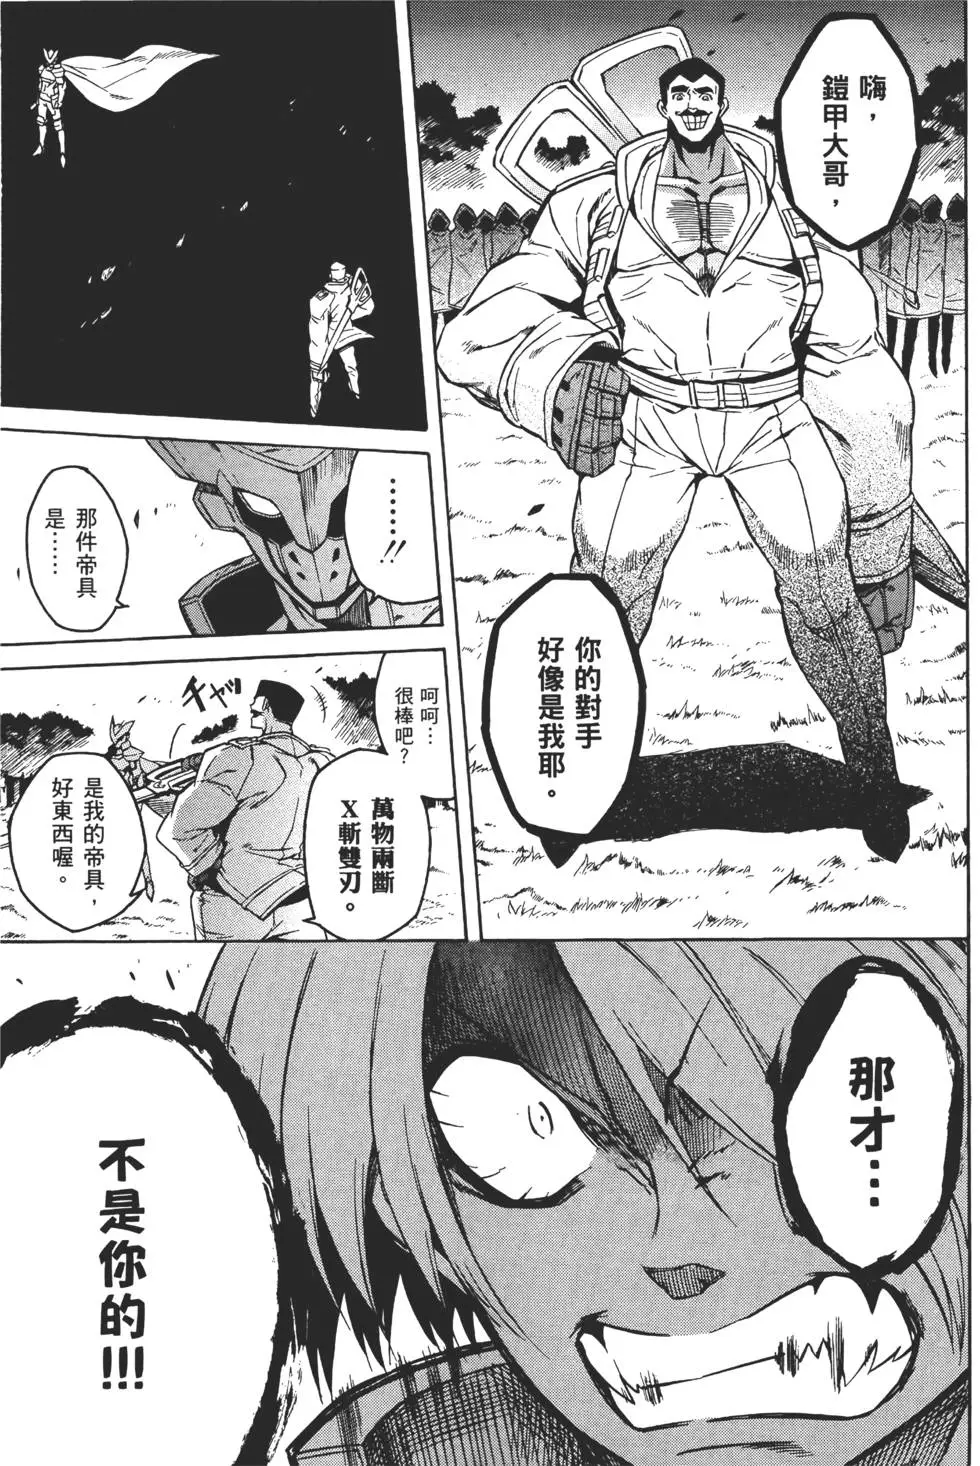 嗨，
鎧甲大哥，
你的對手
好像是我耶。
……!!
那件帝具
是……
呵呵…
很棒吧？
萬物兩斷
X斬雙刃。
チャッ
是我的帝具，
好東西喔。
那才…
不是你的!!!